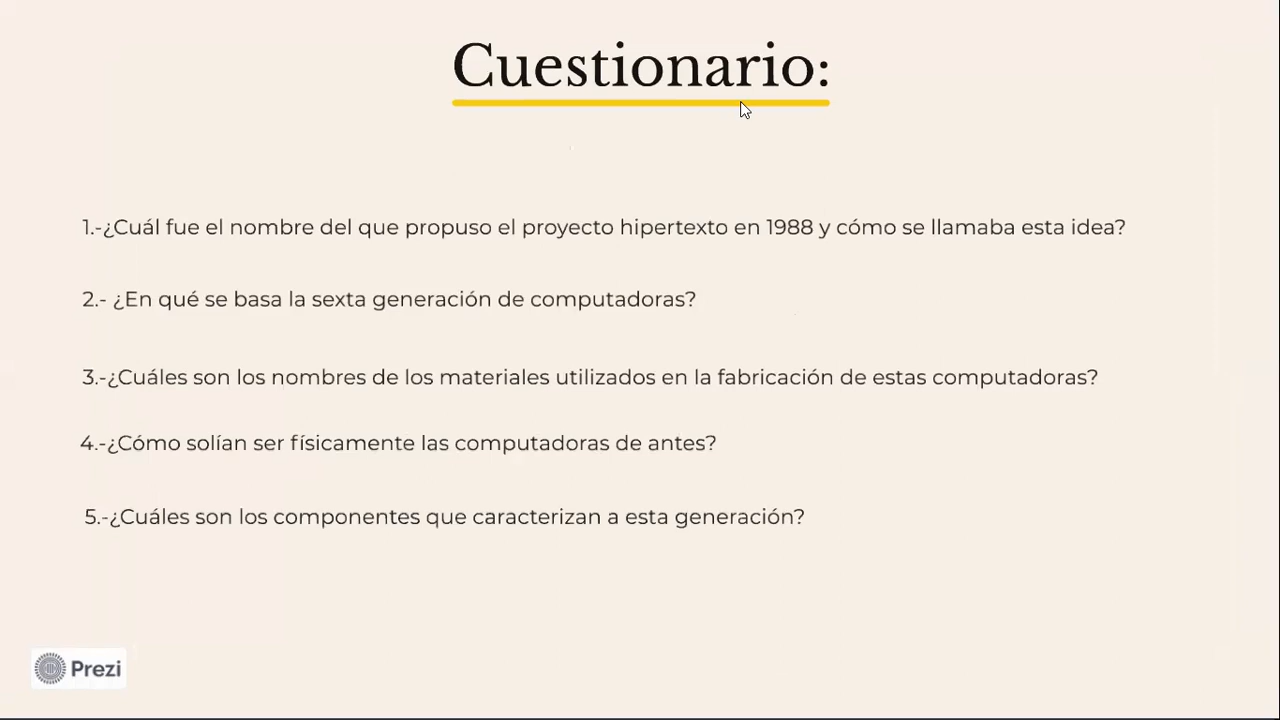 Cuestionario:
1.-¿Cuál fue el nombre del que propuso el proyecto hipertexto en 1988 y cómo se llamaba esta idea?
2.- ¿En qué se basa la sexta generación de computadoras?
3.-¿Cuáles son los nombres de los materiales utilizados en la fabricación de estas computadoras?
4.-¿Cómo solían ser físicamente las computadoras de antes?
5.-¿Cuáles son los componentes que caracterizan a esta generación?
Prezi